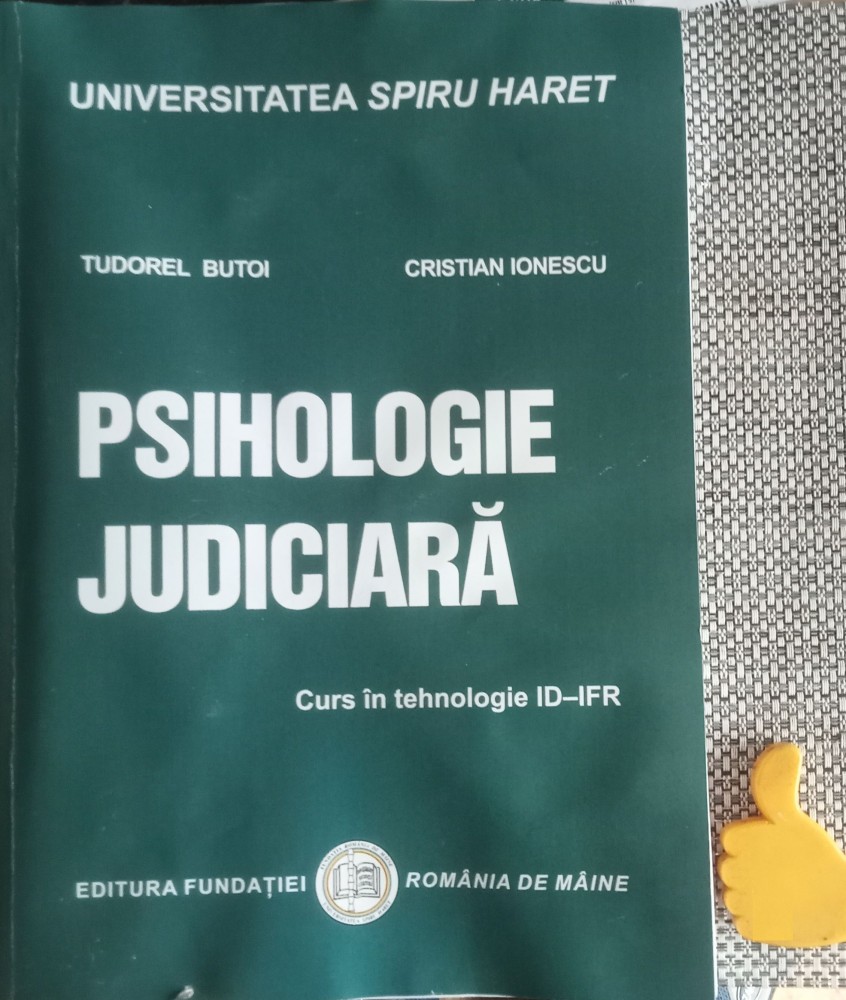 UNIVERSITATEA SPIRU HARET
TUDOREL BUTOI CRISTIAN IONESCU
PSIHOLOGIE
JUDICIARĂ
Curs în tehnologie ID–IFR
EDITURA FUNDAȚIEI ROMÂNIA DE MÂINE